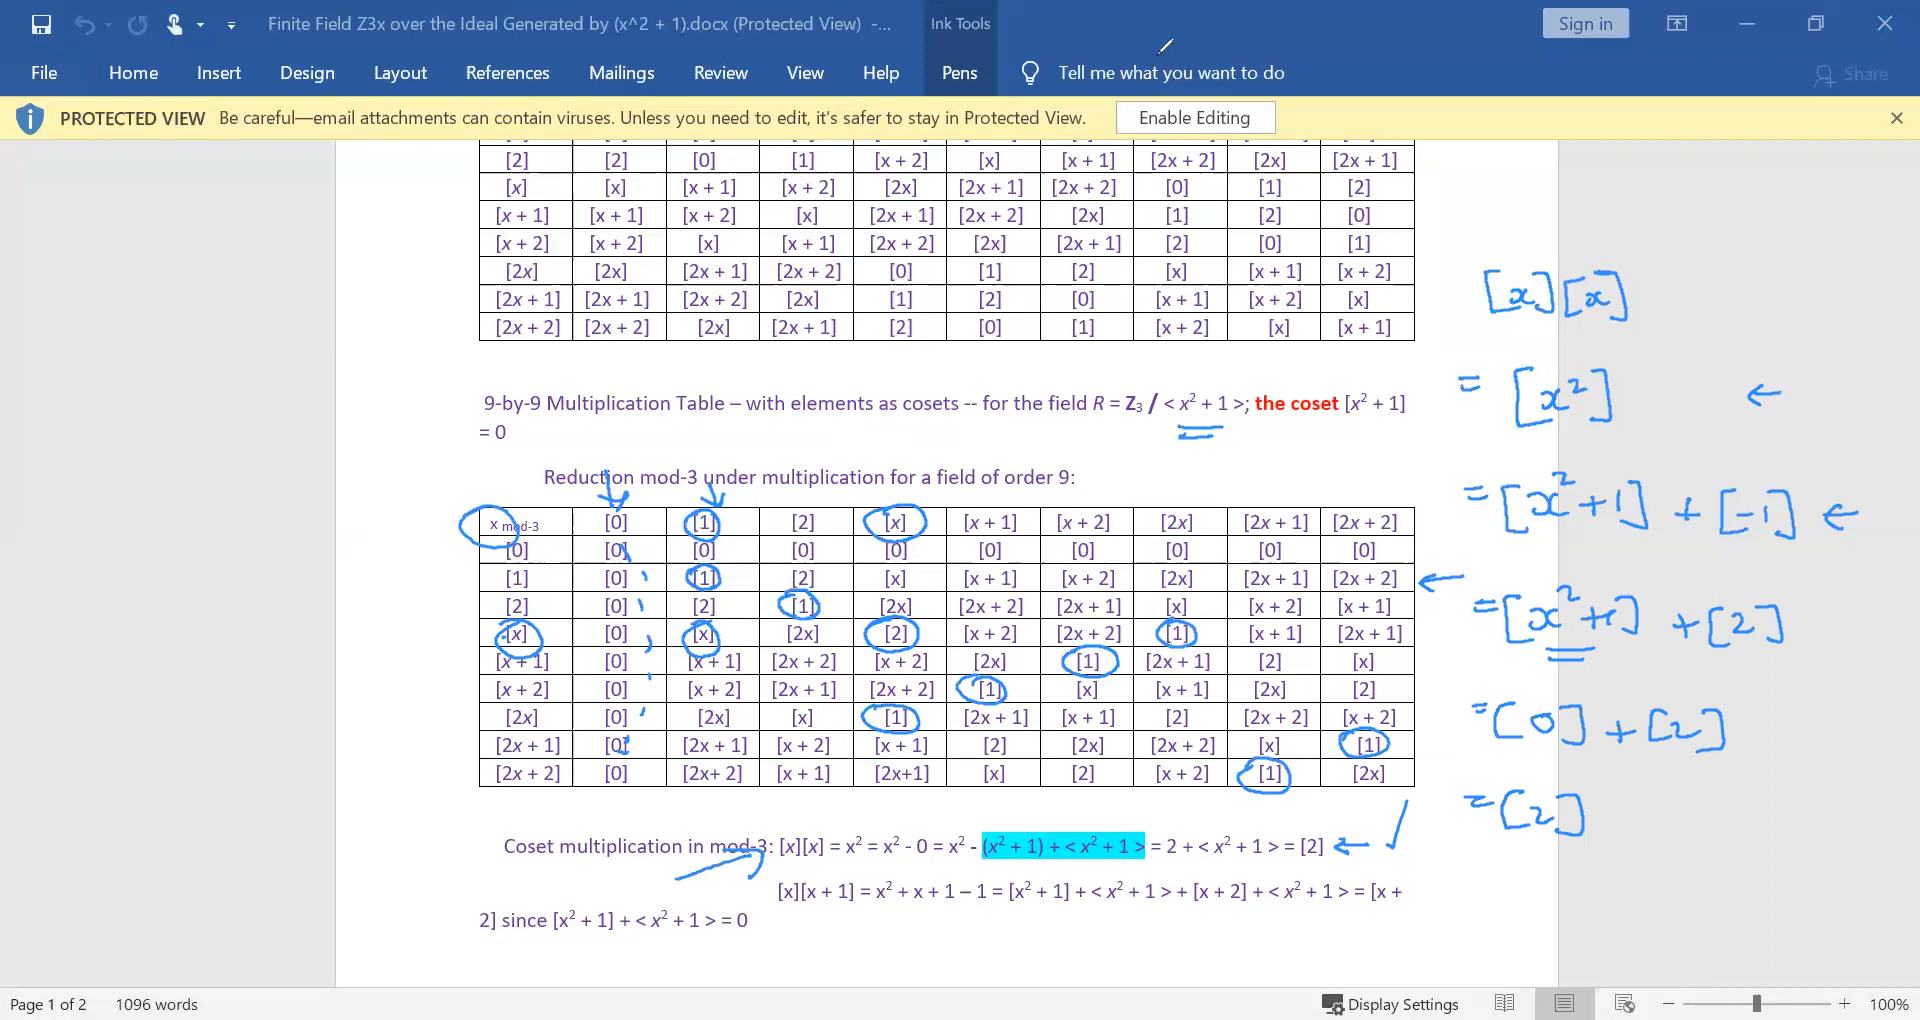 Finite Field Z3x over the Ideal Generated by (x^2 + 1).docx (Protected View) -...
Ink Tools
Sign in
File Home Insert Design Layout References Mailings Review View Help Pens Tell me what you want to do Share
PROTECTED VIEW Be careful—email attachments can contain viruses. Unless you need to edit, it's safer to stay in Protected View. Enable Editing
[2] [2] [0] [1] [x + 2] [x] [x + 1] [2x + 2] [2x] [2x + 1]
[x] [x] [x + 1] [x + 2] [2x] [2x + 1] [2x + 2] [0] [1] [2]
[x + 1] [x + 1] [x + 2] [x] [2x + 1] [2x + 2] [2x] [1] [2] [0]
[x + 2] [x + 2] [x] [x + 1] [2x + 2] [2x] [2x + 1] [2] [0] [1]
[2x] [2x] [2x + 1] [2x + 2] [0] [1] [2] [x] [x + 1] [x + 2]
[2x + 1] [2x + 1] [2x + 2] [2x] [1] [2] [0] [x + 1] [x + 2] [x]
[2x + 2] [2x + 2] [2x] [2x + 1] [2] [0] [1] [x + 2] [x] [x + 1]
9-by-9 Multiplication Table – with elements as cosets -- for the field R = Z₃ / < x² + 1 >; the coset [x² + 1]
= 0
Reduction mod-3 under multiplication for a field of order 9:
x mod-3 [0] [1] [2] [x] [x + 1] [x + 2] [2x] [2x + 1] [2x + 2]
[0] [0] [0] [0] [0] [0] [0] [0] [0] [0]
[1] [0] [1] [2] [x] [x + 1] [x + 2] [2x] [2x + 1] [2x + 2]
[2] [0] [2] [1] [2x] [2x + 2] [2x + 1] [x] [x + 2] [x + 1]
[x] [0] [x] [2x] [2] [x + 2] [2x + 2] [1] [x + 1] [2x + 1]
[x + 1] [0] [x + 1] [2x + 2] [x + 2] [2x] [1] [2x + 1] [2] [x]
[x + 2] [0] [x + 2] [2x + 1] [2x + 2] [1] [x] [x + 1] [2x] [2]
[2x] [0] [2x] [x] [1] [2x + 1] [x + 1] [2] [2x + 2] [x + 2]
[2x + 1] [0] [2x + 1] [x + 2] [x + 1] [2] [2x] [2x + 2] [x] [1]
[2x + 2] [0] [2x+ 2] [x + 1] [2x+1] [x] [2] [x + 2] [1] [2x]
Coset multiplication in mod-3: [x][x] = x² = x² - 0 = x² - (x² + 1) + < x² + 1 > = 2 + < x² + 1 > = [2]
[x][x + 1] = x² + x + 1 – 1 = [x² + 1] + < x² + 1 > + [x + 2] + < x² + 1 > = [x +
2] since [x² + 1] + < x² + 1 > = 0
[x][x]
= [x²] ←
= [x²+1] + [-1] ←
= [x²+1] + [2]
= [0] + [2]
= [2]
Page 1 of 2 1096 words Display Settings 100%